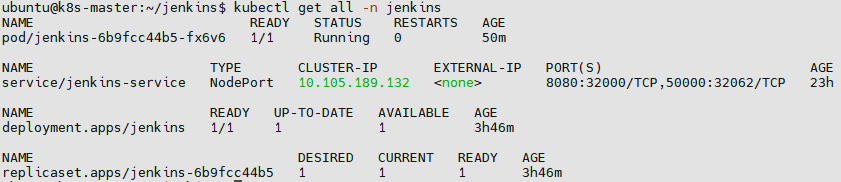 ubuntu@k8s-master:~/jenkins$ kubectl get all -n jenkins
NAME READY STATUS RESTARTS AGE
pod/jenkins-6b9fcc44b5-fx6v6 1/1 Running 0 50m
NAME TYPE CLUSTER-IP EXTERNAL-IP PORT(S) AGE
service/jenkins-service NodePort 10.105.189.132 <none> 8080:32000/TCP,50000:32062/TCP 23h
NAME READY UP-TO-DATE AVAILABLE AGE
deployment.apps/jenkins 1/1 1 1 3h46m
NAME DESIRED CURRENT READY AGE
replicaset.apps/jenkins-6b9fcc44b5 1 1 1 3h46m